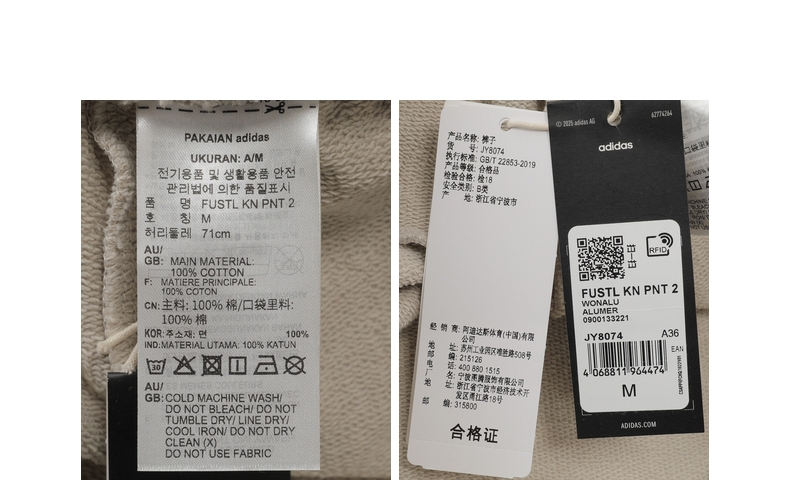 PAKAIAN adidas
UKURAN: A/M
전기용품 및 생활용품 안전
관리법에 의한 품질표시
품 명 FUSTL KN PNT 2
호 칭 M
허리둘레 71cm
AU/
GB: MAIN MATERIAL:
100% COTTON
F: MATIERE PRINCIPALE:
100% COTON
CN: 主料: 100% 棉/口袋里料:
100% 棉
KOR: 주소재: 면 100%
IND: MATERIAL UTAMA: 100% KATUN
AU/
GB: COLD MACHINE WASH/
DO NOT BLEACH/ DO NOT
TUMBLE DRY/ LINE DRY/
COOL IRON/ DO NOT DRY
CLEAN (X)
DO NOT USE FABRIC
产品名称: 裤子
货 号: JY8074
执行标准: GB/T 22853-2019
产品等级: 合格品
检验合格: 检18
安全类别: B类
产 地: 浙江省宁波市
经 销 商: 阿迪达斯体育(中国)有限
公司
地 址: 苏州工业园区唯胜路508号
邮 编: 215126
电 话: 400 880 1515
厂 名: 宁波甬腾服饰有限公司
地 址: 浙江省宁波市经济技术开
发区甬江路18号
邮 编: 315800
合格证
© 2025 adidas AG
62774264
adidas
RFID
FUSTL KN PNT 2
WONALU
ALUMER
0900133221
JY8074 A36
EAN
4 068811 964474
M
ADIDAS.COM